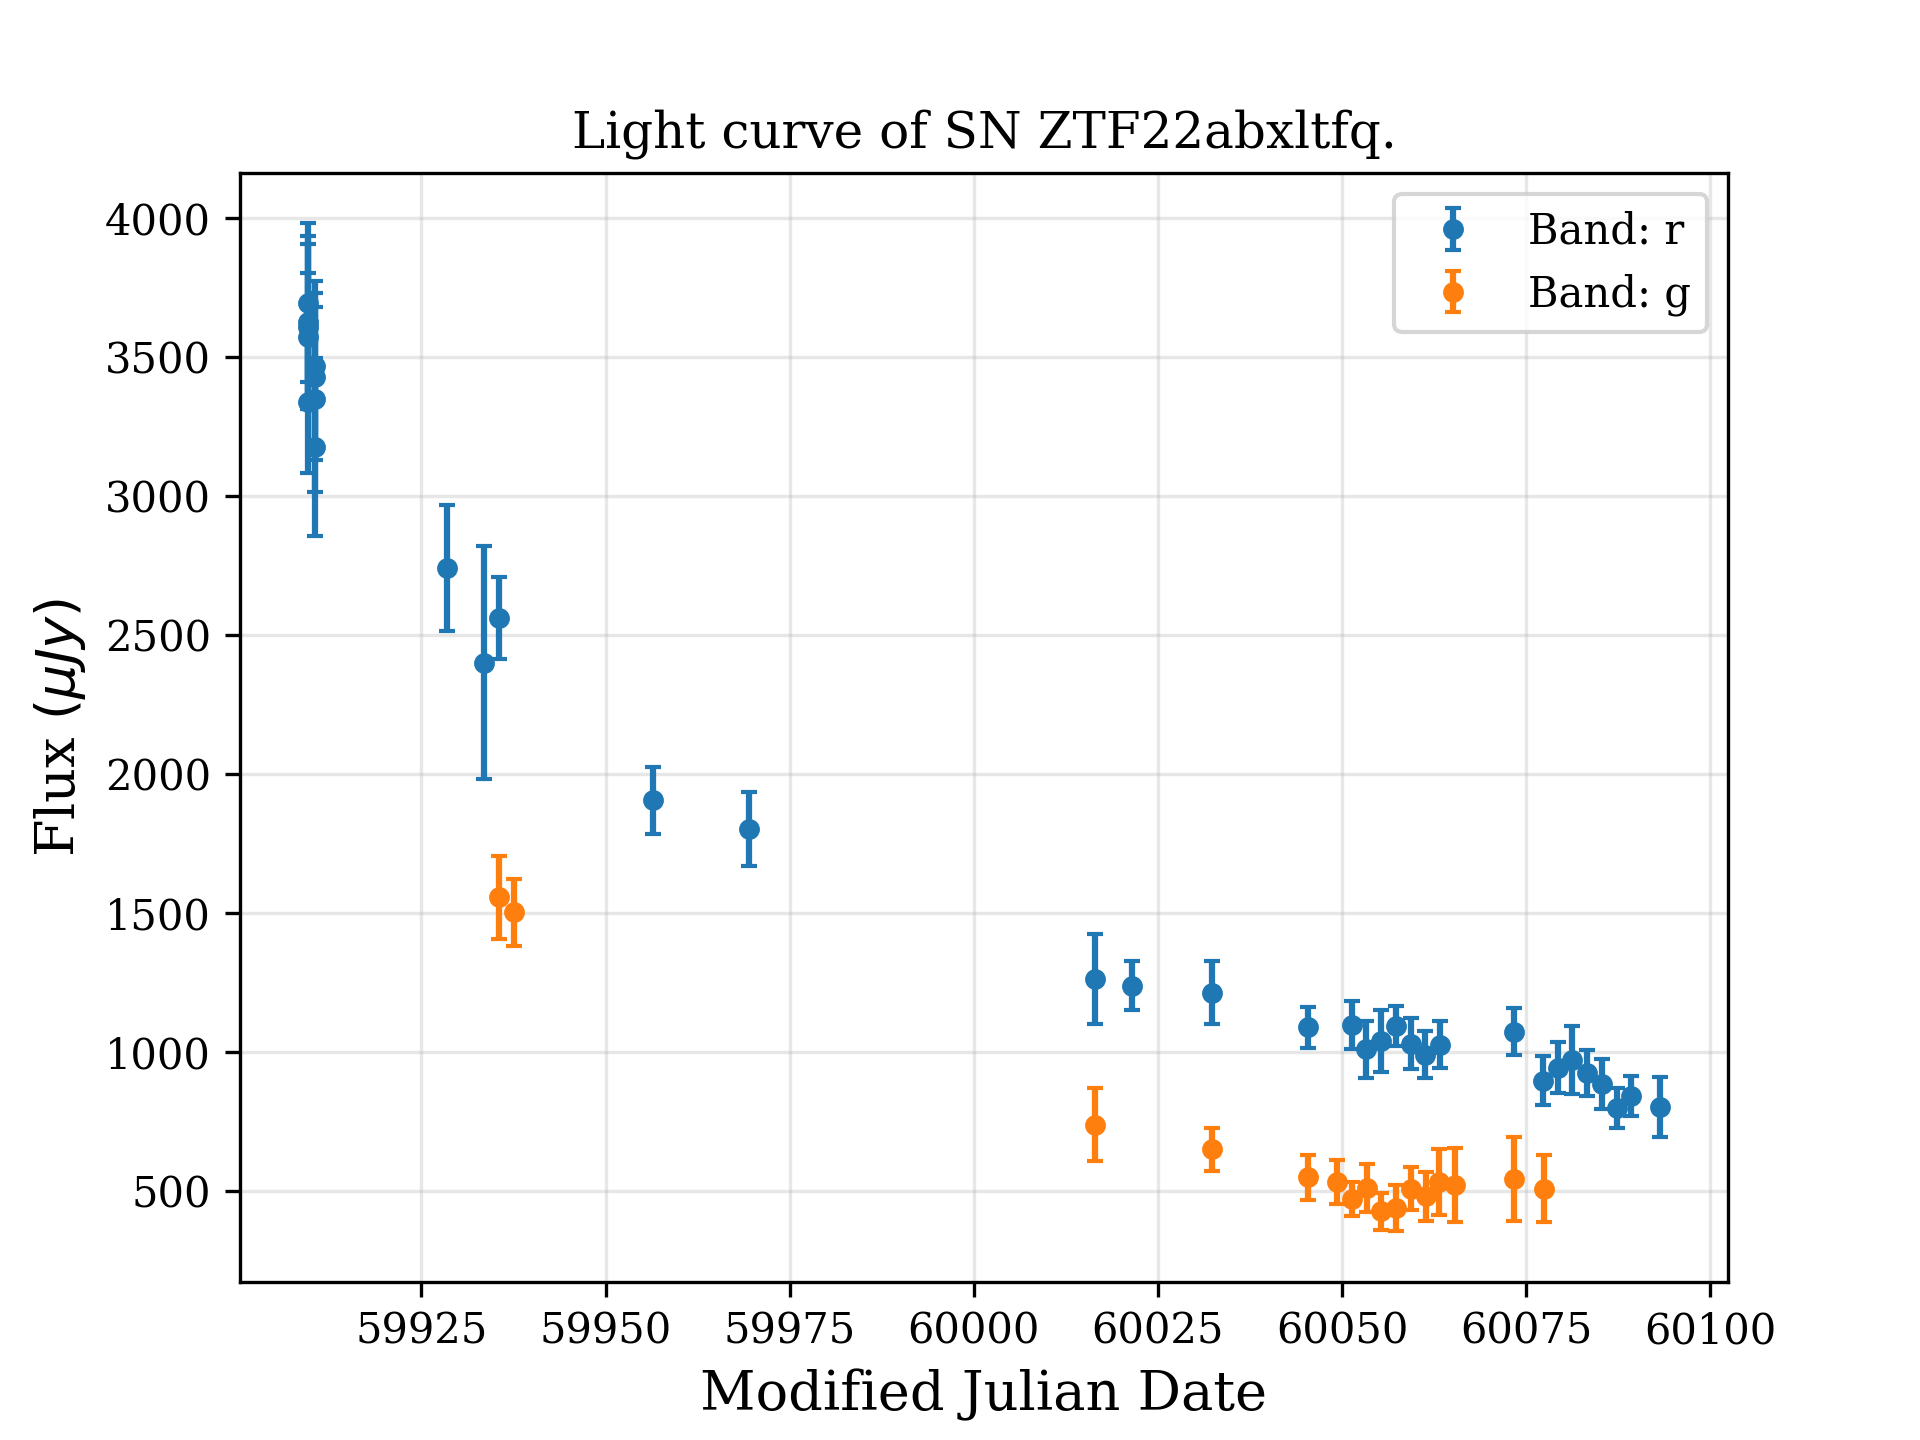 Light curve of SN ZTF22abxltfq.
Band: r
Band: g
4000
3500
3000
2500
2000
1500
1000
500
Flux (μJy)
59925 59950 59975 60000 60025 60050 60075 60100
Modified Julian Date